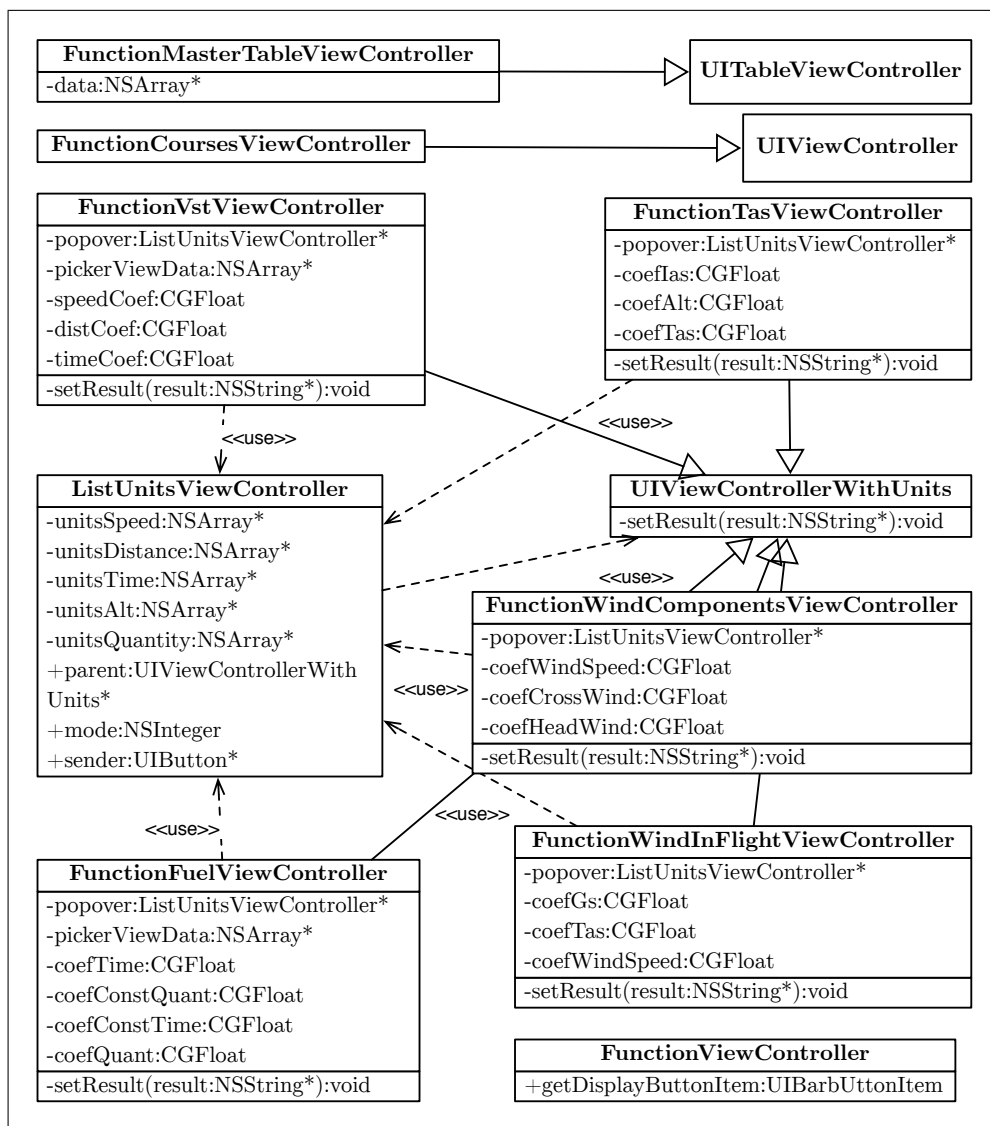 FunctionMasterTableViewController
-data:NSArray*
UITableViewController
FunctionCoursesViewController
UIViewController
FunctionVstViewController
-popover:ListUnitsViewController*
-pickerViewData:NSArray*
-speedCoef:CGFloat
-distCoef:CGFloat
-timeCoef:CGFloat
-setResult(result:NSString*):void
FunctionTasViewController
-popover:ListUnitsViewController*
-coefIas:CGFloat
-coefAlt:CGFloat
-coefTas:CGFloat
-setResult(result:NSString*):void
<<use>>
<<use>>
ListUnitsViewController
-unitsSpeed:NSArray*
-unitsDistance:NSArray*
-unitsTime:NSArray*
-unitsAlt:NSArray*
-unitsQuantity:NSArray*
+parent:UIViewControllerWith
Units*
+mode:NSInteger
+sender:UIButton*
UIViewControllerWithUnits
-setResult(result:NSString*):void
<<use>>
FunctionWindComponentsViewController
-popover:ListUnitsViewController*
-coefWindSpeed:CGFloat
-coefCrossWind:CGFloat
-coefHeadWind:CGFloat
-setResult(result:NSString*):void
<<use>>
<<use>>
<<use>>
FunctionFuelViewController
-popover:ListUnitsViewController*
-pickerViewData:NSArray*
-coefTime:CGFloat
-coefConstQuant:CGFloat
-coefConstTime:CGFloat
-coefQuant:CGFloat
-setResult(result:NSString*):void
FunctionWindInFlightViewController
-popover:ListUnitsViewController*
-coefGs:CGFloat
-coefTas:CGFloat
-coefWindSpeed:CGFloat
-setResult(result:NSString*):void
FunctionViewController
+getDisplayButtonItem:UIBarbUttonItem